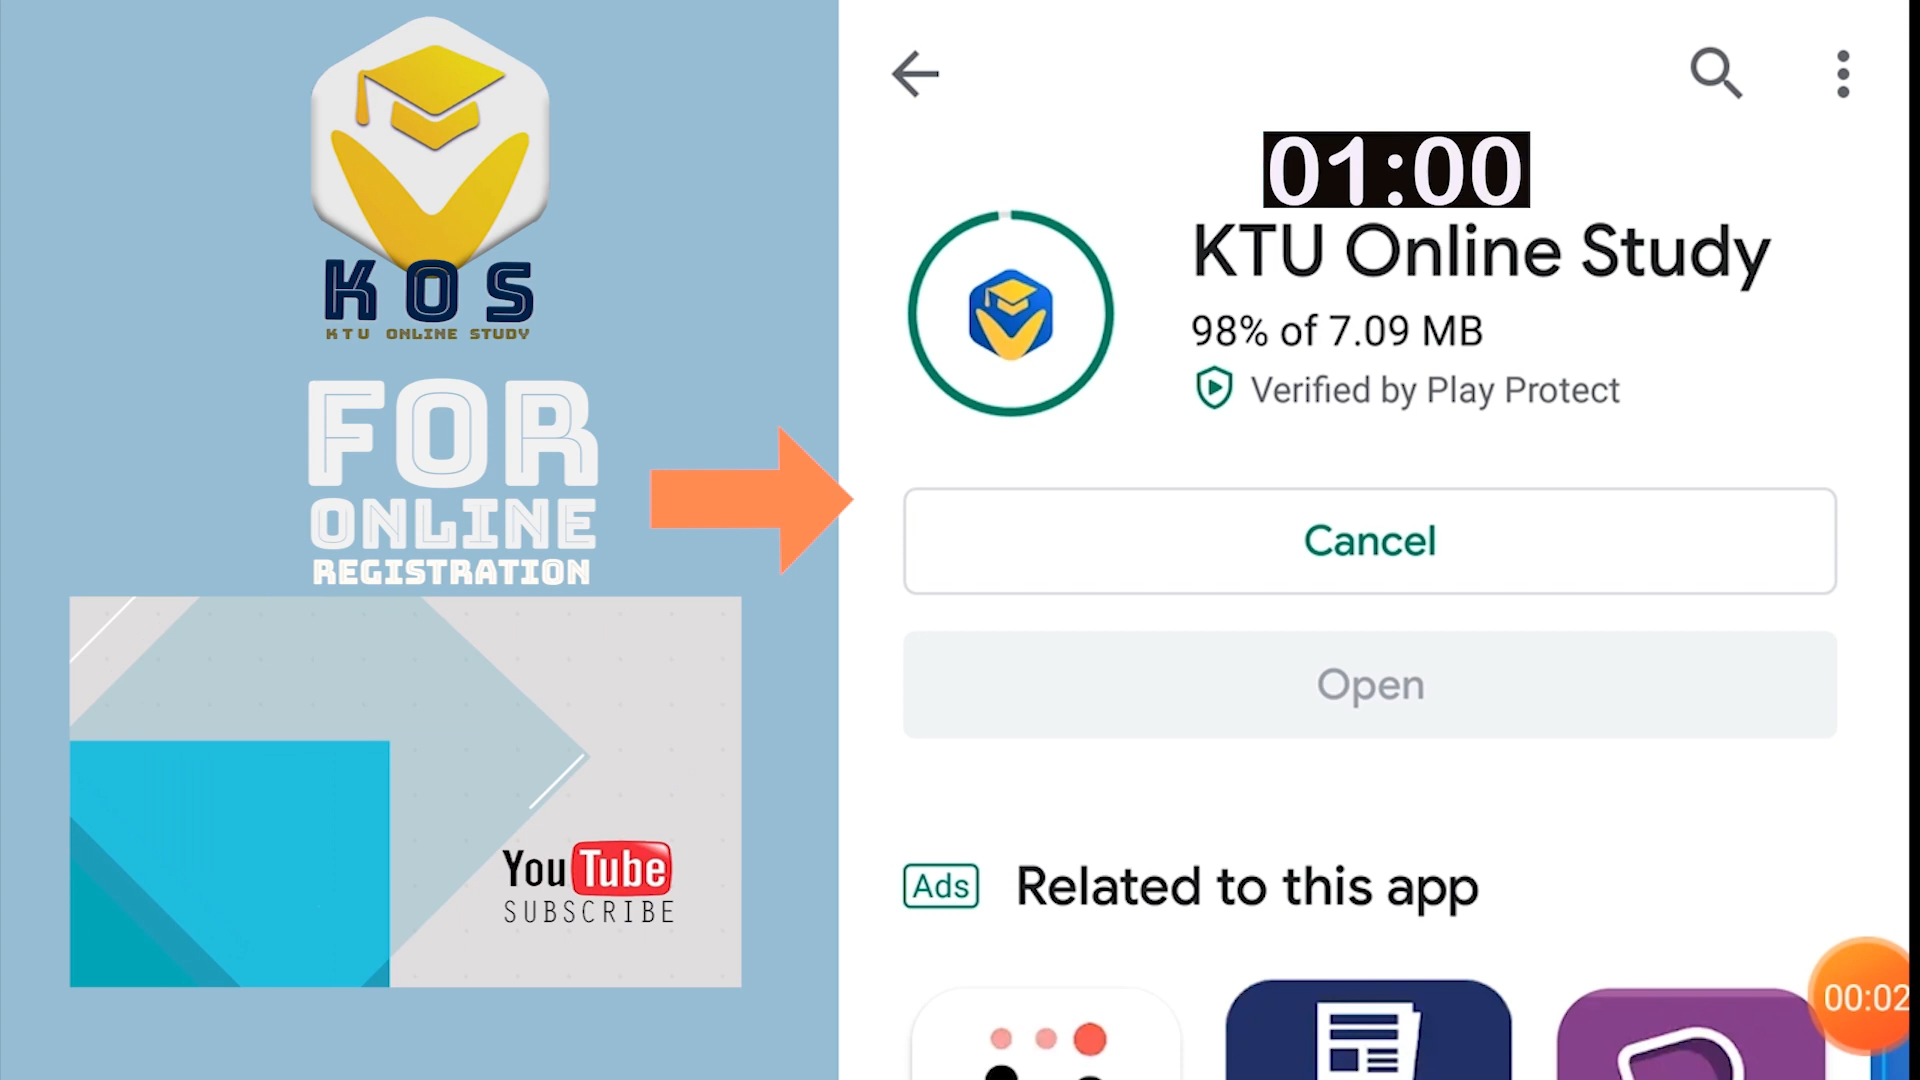 KOS
KTU ONLINE STUDY
FOR
ONLINE
REGISTRATION
YouTube
SUBSCRIBE
01:00
KTU Online Study
98% of 7.09 MB
Verified by Play Protect
Cancel
Open
Ads Related to this app
00:02